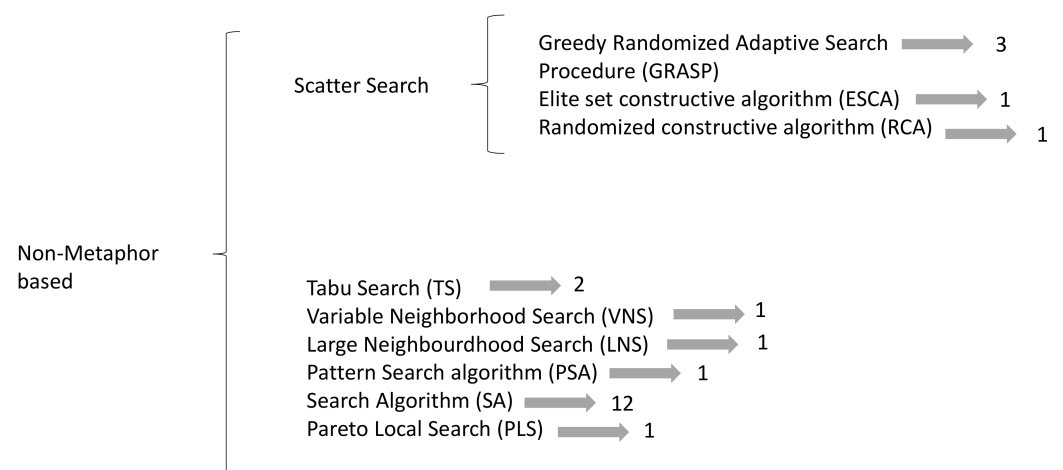 Greedy Randomized Adaptive Search 3
Procedure (GRASP)
Scatter Search
Elite set constructive algorithm (ESCA) 1
Randomized constructive algorithm (RCA) 1
Non-Metaphor
based
Tabu Search (TS) 2
Variable Neighborhood Search (VNS) 1
Large Neighbourdhood Search (LNS) 1
Pattern Search algorithm (PSA) 1
Search Algorithm (SA) 12
Pareto Local Search (PLS) 1